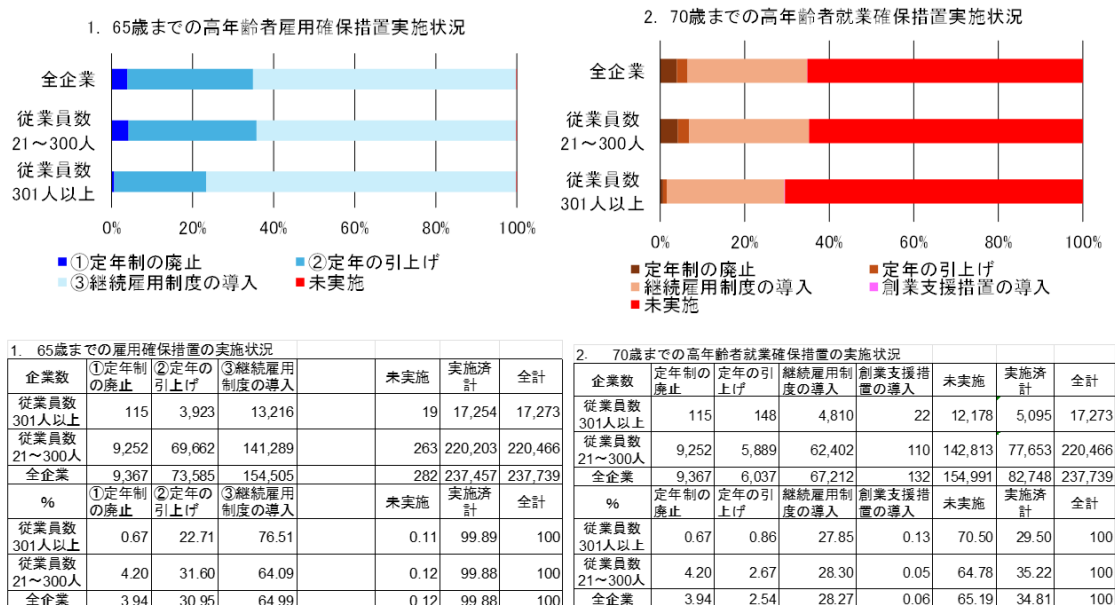 1. 65歳までの高年齢者雇用確保措置実施状況
全企業
従業員数
21～300人
従業員数
301人以上
0% 20% 40% 60% 80% 100%
■①定年制の廃止 ■②定年の引上げ
■③継続雇用制度の導入 ■未実施
2. 70歳までの高年齢者就業確保措置実施状況
全企業
従業員数
21～300人
従業員数
301人以上
0% 20% 40% 60% 80% 100%
■定年制の廃止 ■定年の引上げ
■継続雇用制度の導入 ■創業支援措置の導入
■未実施
1. 65歳までの雇用確保措置の実施状況
企業数 ①定年制の廃止 ②定年の引上げ ③継続雇用制度の導入 未実施 実施済計 全計
従業員数301人以上 115 3,923 13,216 19 17,254 17,273
従業員数21～300人 9,252 69,662 141,289 263 220,203 220,466
全企業 9,367 73,585 154,505 282 237,457 237,739
% ①定年制の廃止 ②定年の引上げ ③継続雇用制度の導入 未実施 実施済計 全計
従業員数301人以上 0.67 22.71 76.51 0.11 99.89 100
従業員数21～300人 4.20 31.60 64.09 0.12 99.88 100
全企業 3.94 30.95 64.99 0.12 99.88 100
2. 70歳までの高年齢者就業確保措置の実施状況
企業数 定年制の廃止 定年の引上げ 継続雇用制度の導入 創業支援措置の導入 未実施 実施済計 全計
従業員数301人以上 115 148 4,810 22 12,178 5,095 17,273
従業員数21～300人 9,252 5,889 62,402 110 142,813 77,653 220,466
全企業 9,367 6,037 67,212 132 154,991 82,748 237,739
% 定年制の廃止 定年の引上げ 継続雇用制度の導入 創業支援措置の導入 未実施 実施済計 全計
従業員数301人以上 0.67 0.86 27.85 0.13 70.50 29.50 100
従業員数21～300人 4.20 2.67 28.30 0.05 64.78 35.22 100
全企業 3.94 2.54 28.27 0.06 65.19 34.81 100